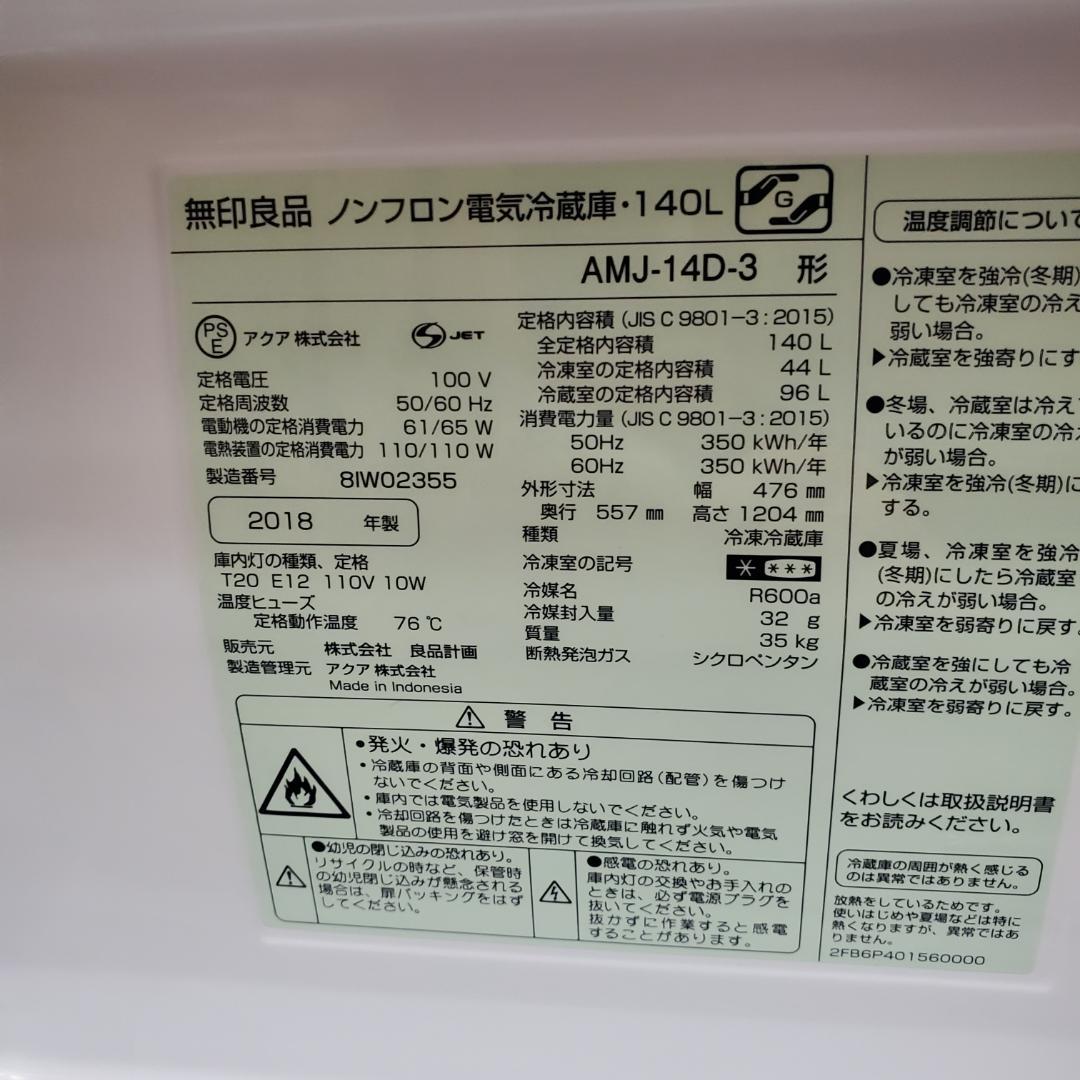 無印良品 ノンフロン電気冷蔵庫・140L
G
AMJ-14D-3 形
PS
E
アクア株式会社
JET
定格電圧 100 V
定格周波数 50/60 Hz
電動機の定格消費電力 61/65 W
電熱装置の定格消費電力 110/110 W
製造番号 8IW02355
2018 年製
庫内灯の種類、定格
T20 E12 110V 10W
温度ヒューズ
定格動作温度 76℃
販売元 株式会社 良品計画
製造管理元 アクア株式会社
Made in Indonesia
定格内容積 (JIS C 9801-3:2015)
全定格内容積 140 L
冷凍室の定格内容積 44 L
冷蔵室の定格内容積 96 L
消費電力量 (JIS C 9801-3:2015)
50Hz 350 kWh/年
60Hz 350 kWh/年
外形寸法 幅 476 ㎜
奥行 557 ㎜ 高さ 1204 ㎜
種類 冷凍冷蔵庫
冷凍室の記号 * ***
冷媒名 R600a
冷媒封入量 32 g
質量 35 kg
断熱発泡ガス シクロペンタン
警 告
•発火・爆発の恐れあり
・冷蔵庫の背面や側面にある冷却回路(配管)を傷つけ
ないでください。
・庫内では電気製品を使用しないでください。
・冷却回路を傷つけたときは冷蔵庫に触れず火気や電気
製品の使用を避け窓を開けて換気してください。
●幼児の閉じ込みの恐れあり。
リサイクルの時など、保管時
の幼児閉じ込みが懸念される
場合は、扉パッキングをはず
してください。
●感電の恐れあり。
庫内灯の交換やお手入れの
ときは、必ず電源プラグを
抜いてください。
抜かずに作業すると感電
することがあります。
温度調節について
●冷凍室を強冷(冬期)
しても冷凍室の冷え
弱い場合。
▶冷蔵室を強寄りにす
●冬場、冷蔵室は冷え
いるのに冷凍室の冷え
が弱い場合。
▶冷凍室を強冷(冬期)に
する。
●夏場、冷凍室を強冷
(冬期)にしたら冷蔵室
の冷えが弱い場合。
▶冷凍室を弱寄りに戻す。
●冷蔵室を強にしても冷
蔵室の冷えが弱い場合。
▶冷凍室を弱寄りに戻す。
くわしくは取扱説明書
をお読みください。
冷蔵庫の周囲が熱く感じる
のは異常ではありません。
放熱をしているためです。
使いはじめや夏場などは特に
熱くなりますが、異常ではあ
りません。
2FB6P401560000